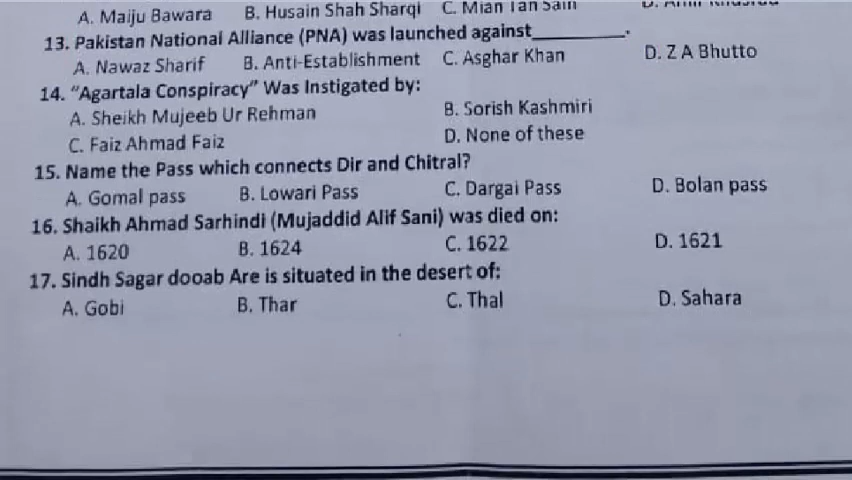 A. Maiju Bawara B. Husain Shah Sharqi C. Mian Tan Sain D. Amir Khusrau
13. Pakistan National Alliance (PNA) was launched against________.
A. Nawaz Sharif B. Anti-Establishment C. Asghar Khan D. Z A Bhutto
14. “Agartala Conspiracy” Was Instigated by:
A. Sheikh Mujeeb Ur Rehman B. Sorish Kashmiri
C. Faiz Ahmad Faiz D. None of these
15. Name the Pass which connects Dir and Chitral?
A. Gomal pass B. Lowari Pass C. Dargai Pass D. Bolan pass
16. Shaikh Ahmad Sarhindi (Mujaddid Alif Sani) was died on:
A. 1620 B. 1624 C. 1622 D. 1621
17. Sindh Sagar dooab Are is situated in the desert of:
A. Gobi B. Thar C. Thal D. Sahara